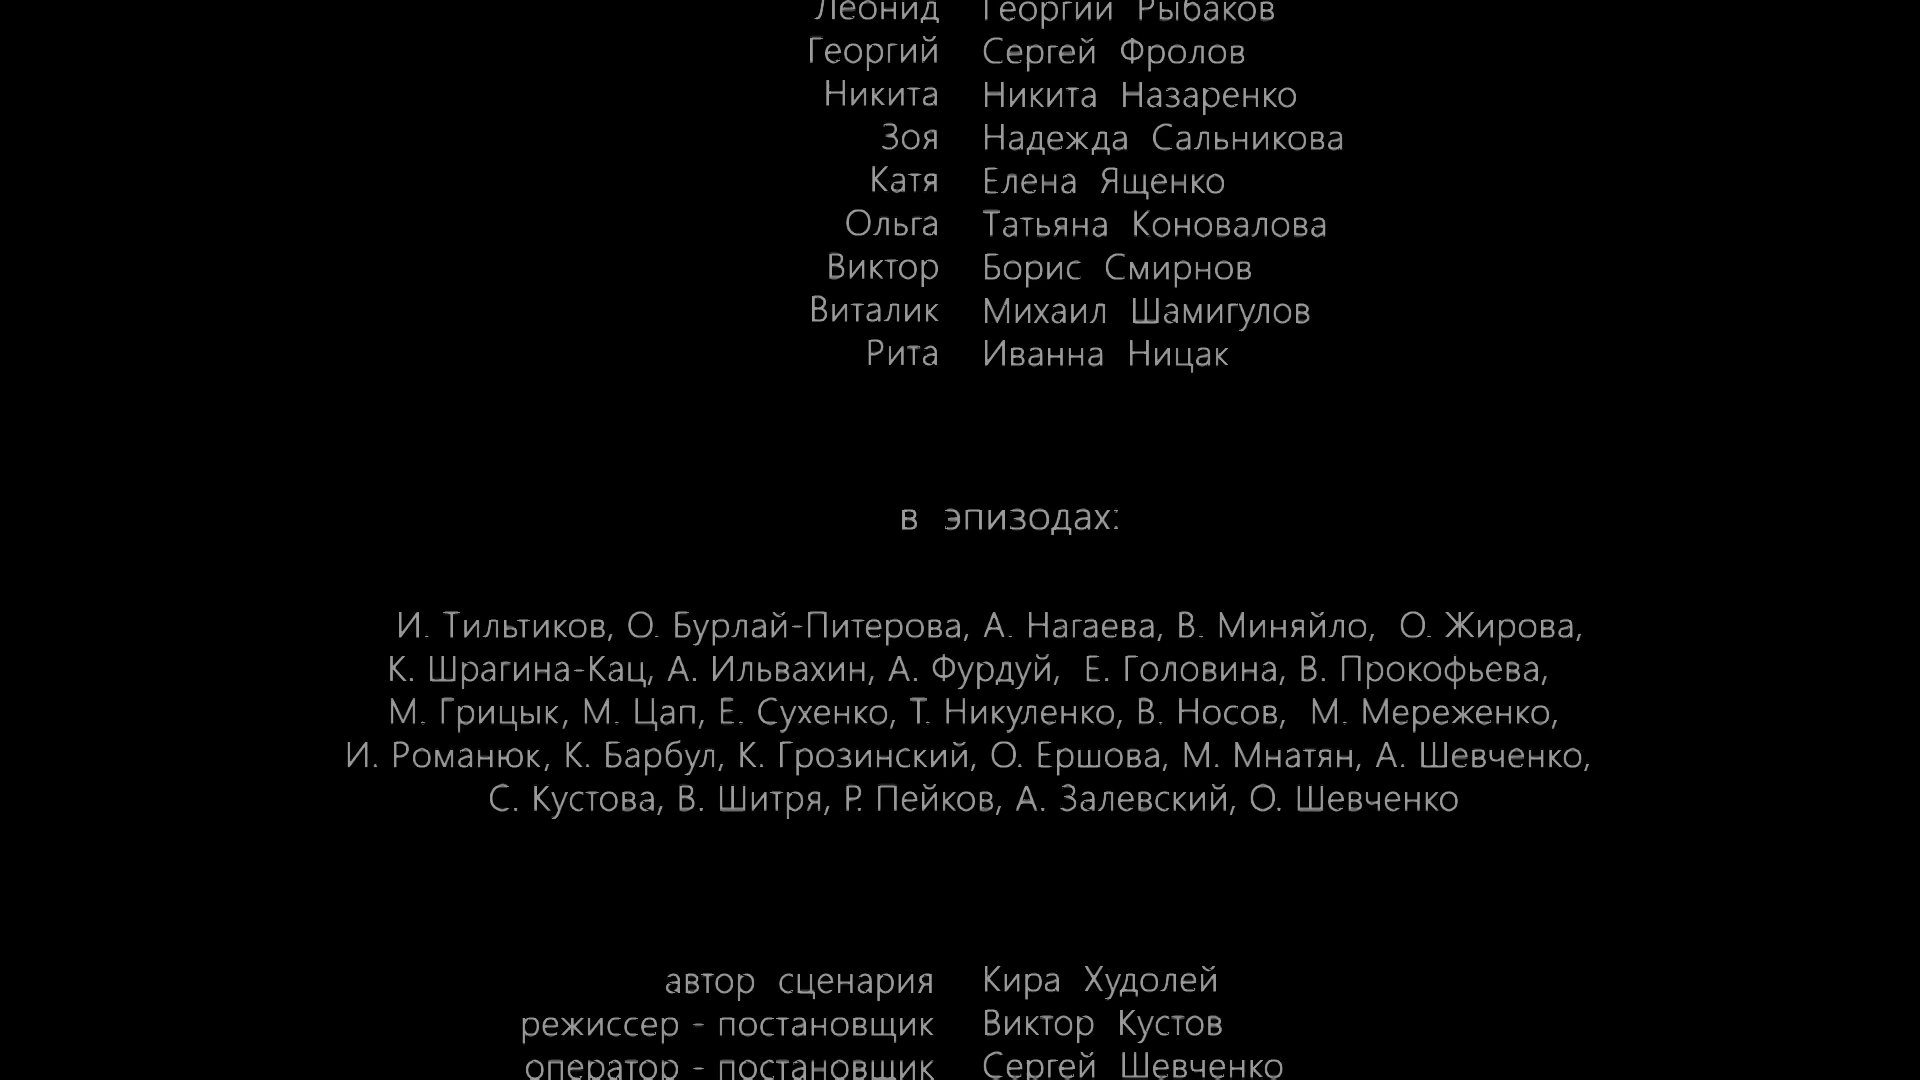 Леонид Георгий Рыбаков
Георгий Сергей Фролов
Никита Никита Назаренко
Зоя Надежда Сальникова
Катя Елена Ященко
Ольга Татьяна Коновалова
Виктор Борис Смирнов
Виталик Михаил Шамигулов
Рита Иванна Ницак
в эпизодах:
И. Тильтиков, О. Бурлай-Питерова, А. Нагаева, В. Миняйло, О. Жирова,
К. Шрагина-Кац, А. Ильвахин, А. Фурдуй, Е. Головина, В. Прокофьева,
М. Грицык, М. Цап, Е. Сухенко, Т. Никуленко, В. Носов, М. Мереженко,
И. Романюк, К. Барбул, К. Грозинский, О. Ершова, М. Мнатян, А. Шевченко,
С. Кустова, В. Шитря, Р. Пейков, А. Залевский, О. Шевченко
автор сценария Кира Худолей
режиссер - постановщик Виктор Кустов
оператор - постановщик Сергей Шевченко